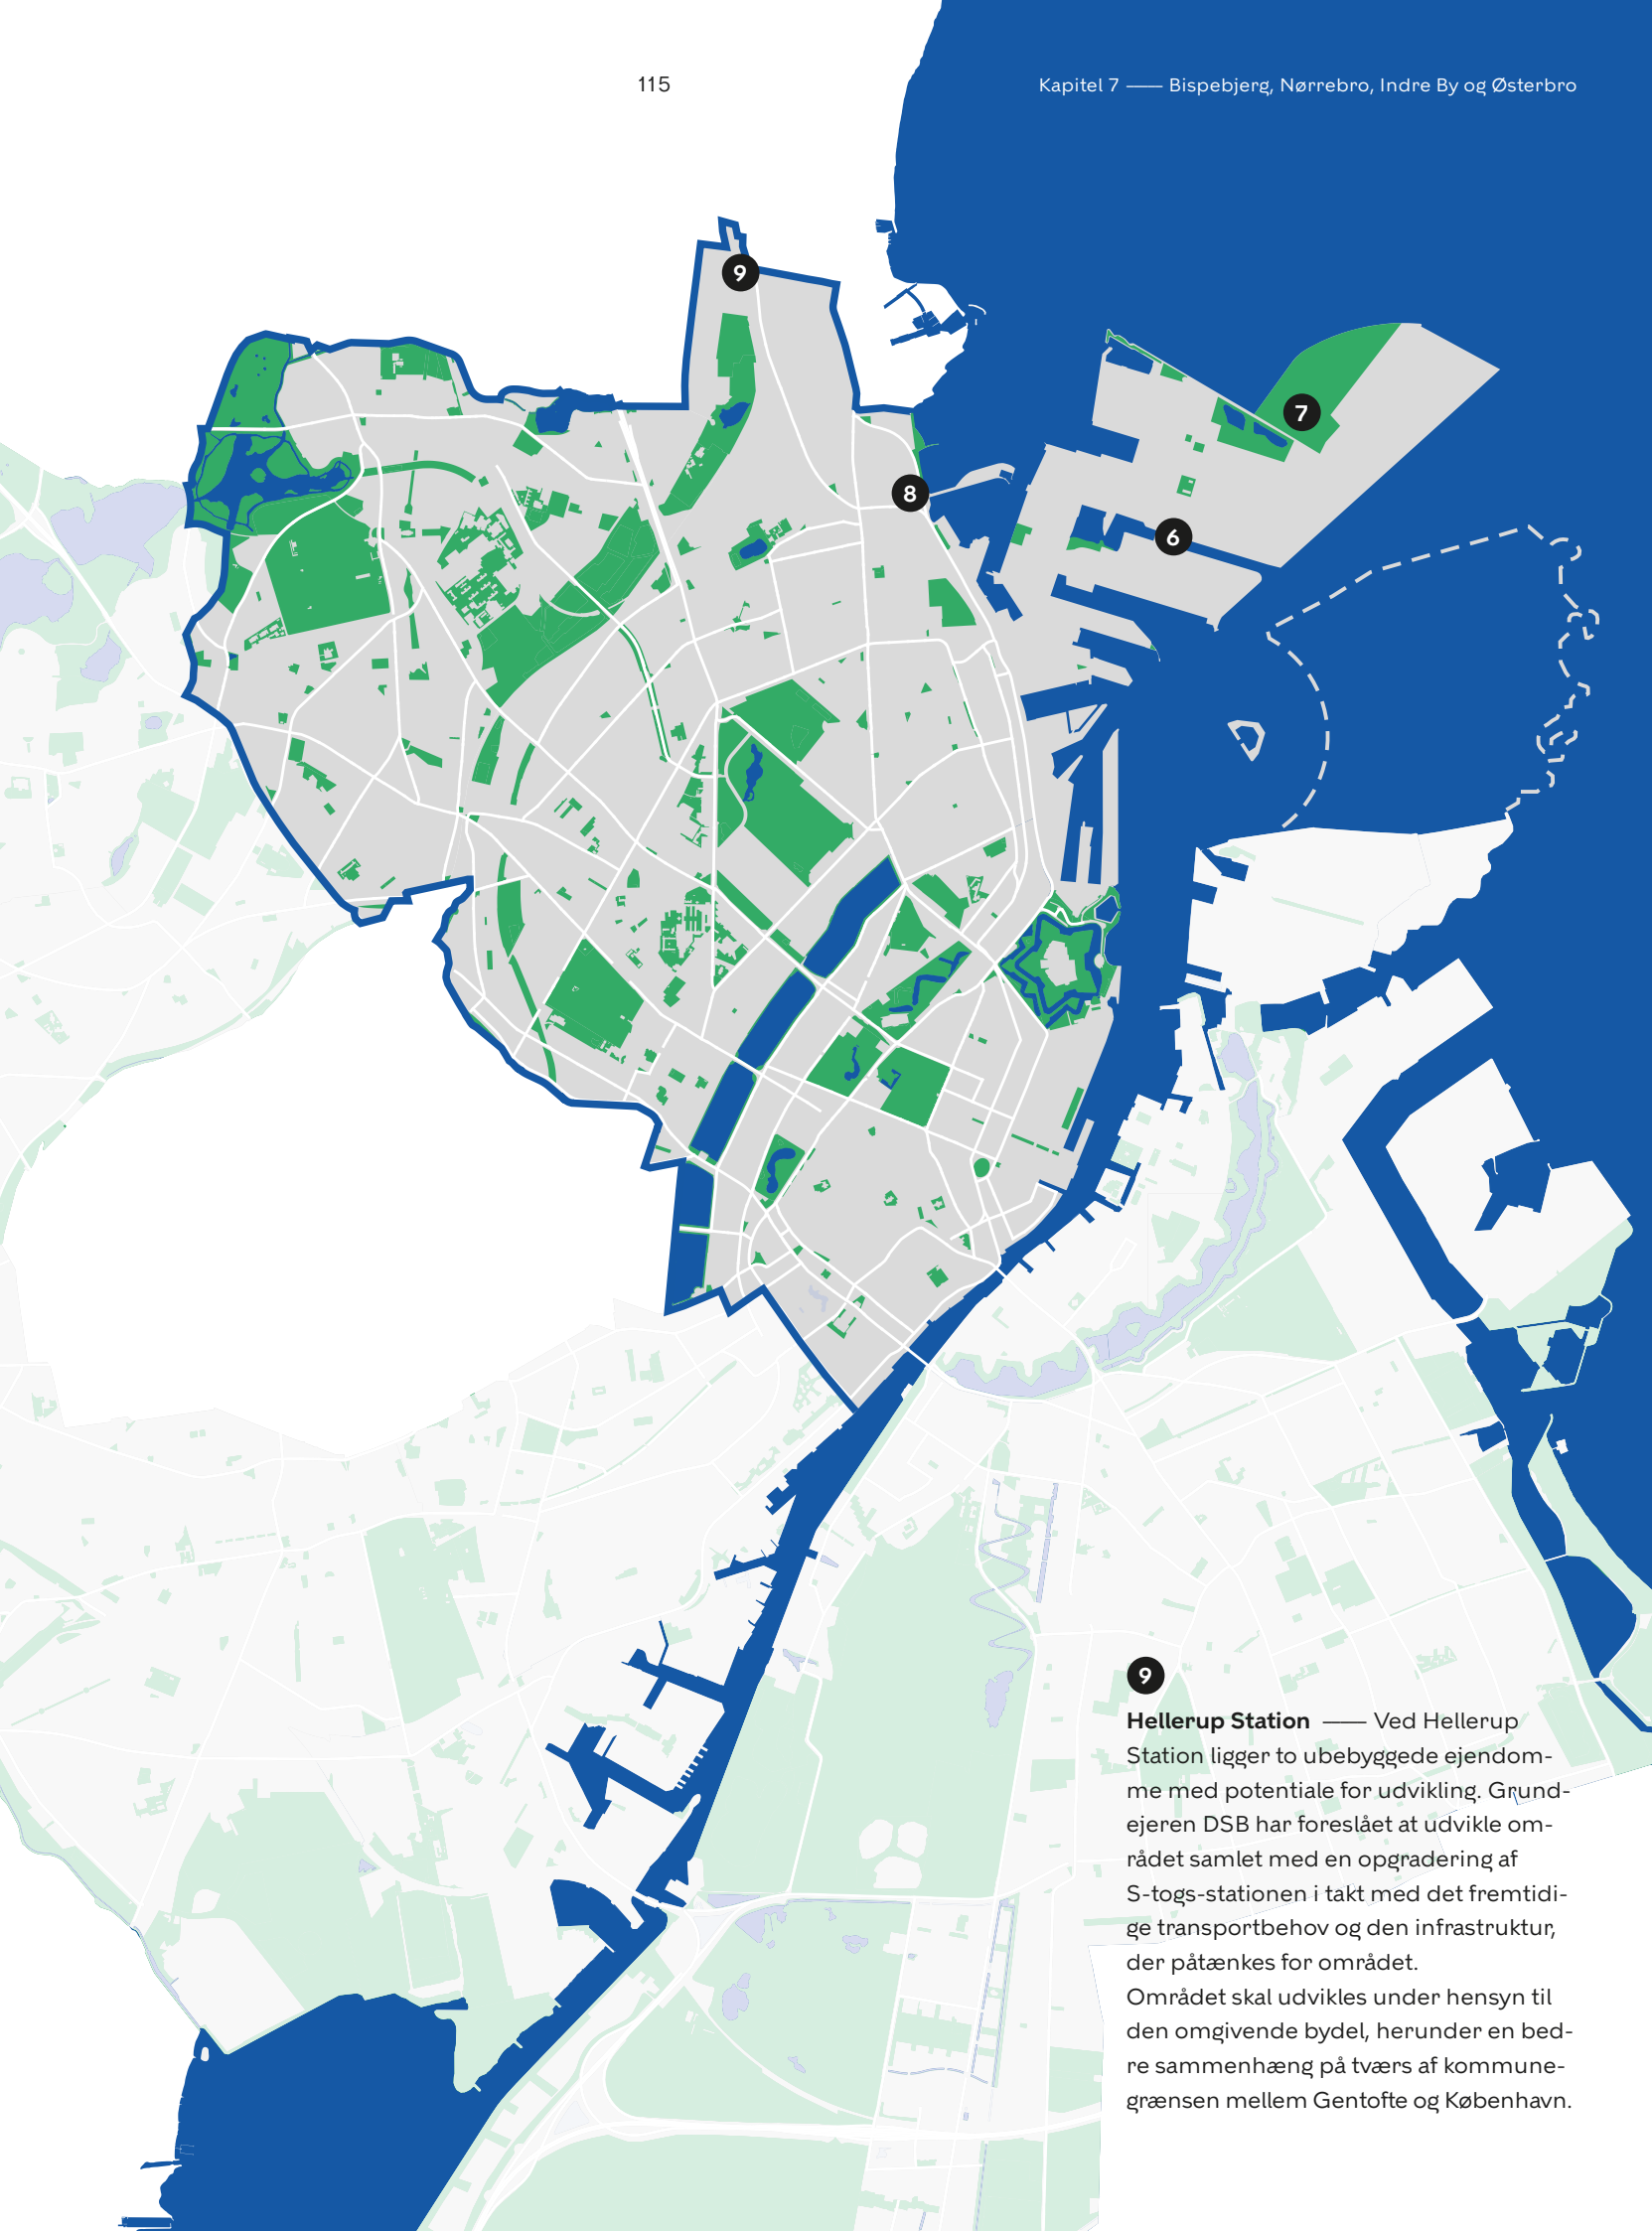 115
Kapitel 7 —— Bispebjerg, Nørrebro, Indre By og Østerbro
9
7
8
6
9
Hellerup Station —— Ved Hellerup
Station ligger to ubebyggede ejendom-
me med potentiale for udvikling. Grund-
ejeren DSB har foreslået at udvikle om-
rådet samlet med en opgradering af
S-togs-stationen i takt med det fremtidi-
ge transportbehov og den infrastruktur,
der påtænkes for området.
Området skal udvikles under hensyn til
den omgivende bydel, herunder en bed-
re sammenhæng på tværs af kommune-
grænsen mellem Gentofte og København.